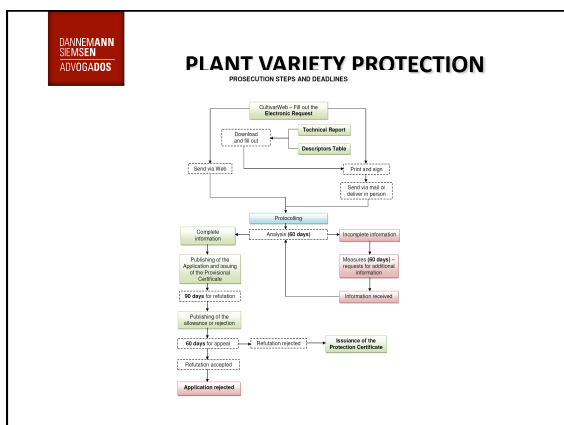 DANNEMANN
SIEMSEN
ADVOGADOS
PLANT VARIETY PROTECTION
PROSECUTION STEPS AND DEADLINES
CultivarWeb – Fill out the
Electronic Request
Download
and fill out
Technical Report
Descriptors Table
Send via Web
Print and sign
Send via mail or
deliver in person
Protocolling
Complete
information
Analysis (60 days)
Incomplete information
Publishing of the
Application and issuing
of the Provisional
Certificate
Measures (60 days) –
requests for additional
information
90 days for refutation
Information received
Publishing of the
allowance or rejection
60 days for appeal
Refutation rejected
Issuance of the
Protection Certificate
Refutation accepted
Application rejected